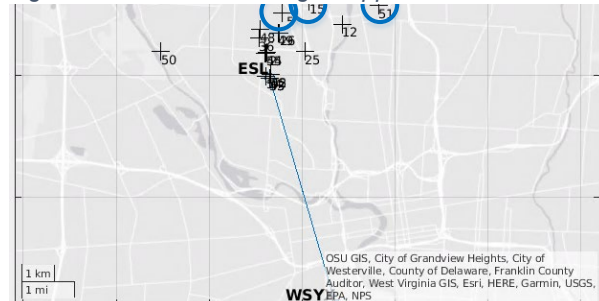 15
51
5
12
50
25
ESL
OSU GIS, City of Grandview Heights, City of
Westerville, County of Delaware, Franklin County
Auditor, West Virginia GIS, Esri, HERE, Garmin, USGS,
EPA, NPS
1 km
1 mi
WSY